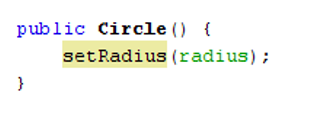 public Circle() {
setRadius(radius);
}